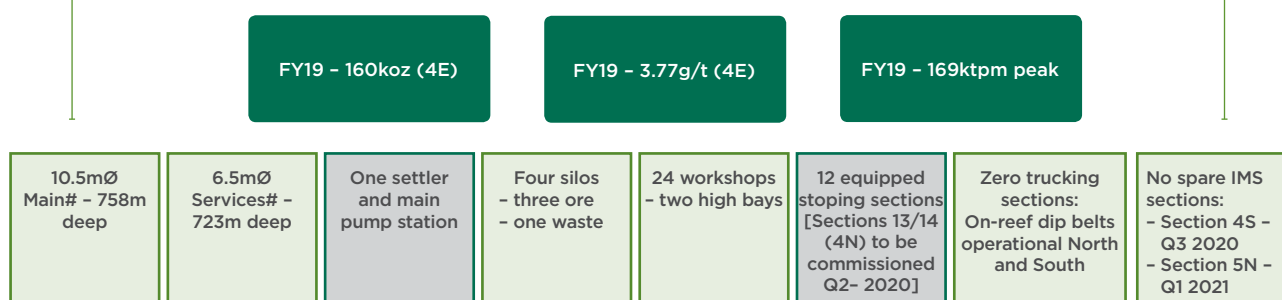 FY19 – 160koz (4E)
FY19 – 3.77g/t (4E)
FY19 – 169ktpm peak
10.5mØ
Main# – 758m
deep
6.5mØ
Services# –
723m deep
One settler
and main
pump station
Four silos
– three ore
– one waste
24 workshops
– two high bays
12 equipped
stoping sections
[Sections 13/14
(4N) to be
commissioned
Q2– 2020]
Zero trucking
sections:
On-reef dip belts
operational North
and South
No spare IMS
sections:
– Section 4S –
Q3 2020
– Section 5N –
Q1 2021